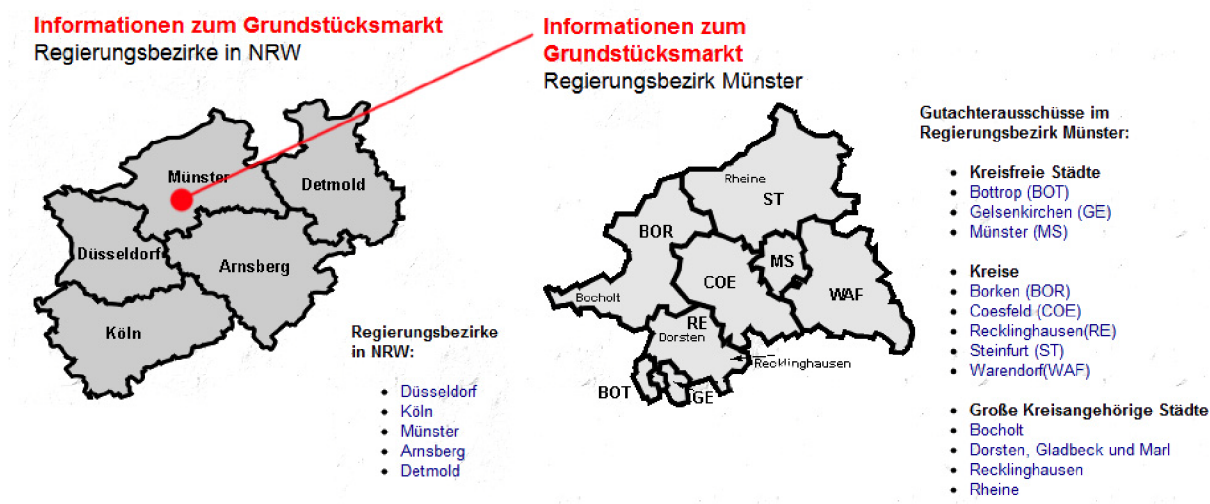 Informationen zum Grundstücksmarkt
Regierungsbezirke in NRW
Münster
Detmold
Düsseldorf
Arnsberg
Köln
Regierungsbezirke
in NRW:
• Düsseldorf
• Köln
• Münster
• Arnsberg
• Detmold
Informationen zum
Grundstücksmarkt
Regierungsbezirk Münster
Rheine
ST
BOR
MS
COE
WAF
Bocholt
RE
Dorsten
Recklinghausen
BOT
GE
Gutachterausschüsse im
Regierungsbezirk Münster:
• Kreisfreie Städte
• Bottrop (BOT)
• Gelsenkirchen (GE)
• Münster (MS)
• Kreise
• Borken (BOR)
• Coesfeld (COE)
• Recklinghausen(RE)
• Steinfurt (ST)
• Warendorf(WAF)
• Große Kreisangehörige Städte
• Bocholt
• Dorsten, Gladbeck und Marl
• Recklinghausen
• Rheine